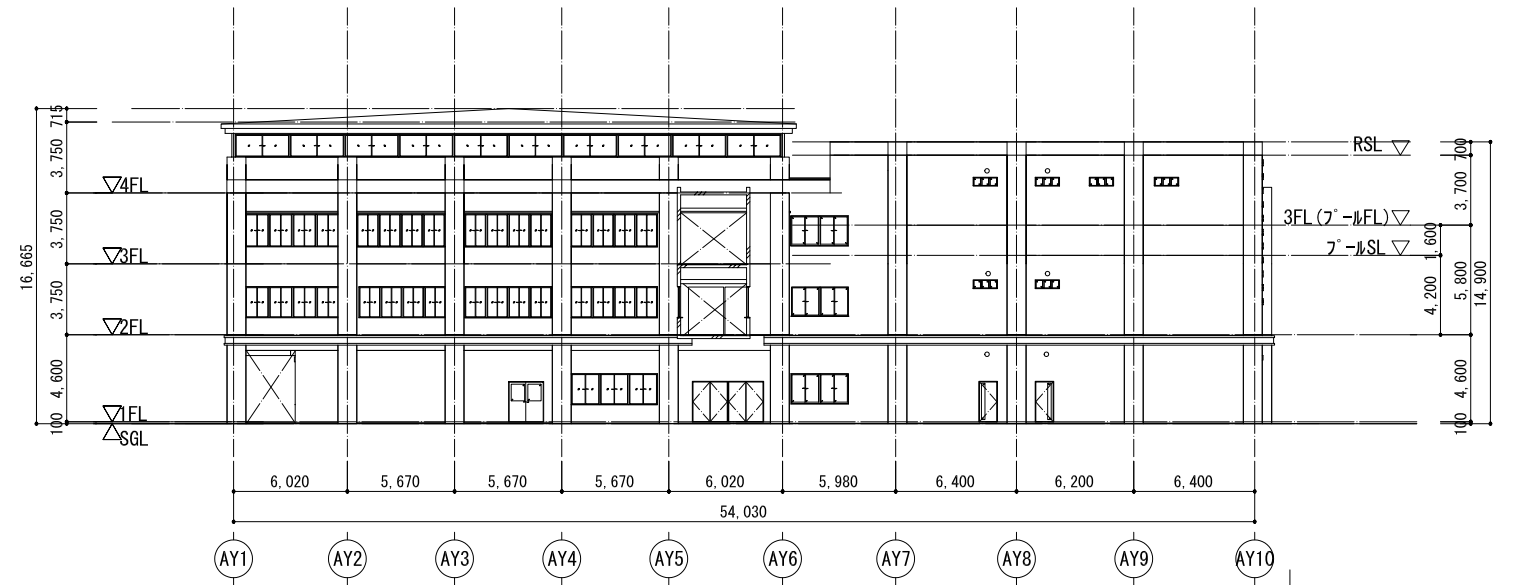 715
3,750
▽4FL
3,750
▽3FL
3,750
▽2FL
4,600
▽1FL
100
△SGL
16,665
RSL ▽
700
3,700
3FL(プールFL)▽
プールSL ▽
1,600
4,200
5,800
14,900
4,600
100
6,020 5,670 5,670 5,670 6,020 5,980 6,400 6,200 6,400
54,030
AY1 AY2 AY3 AY4 AY5 AY6 AY7 AY8 AY9 AY10